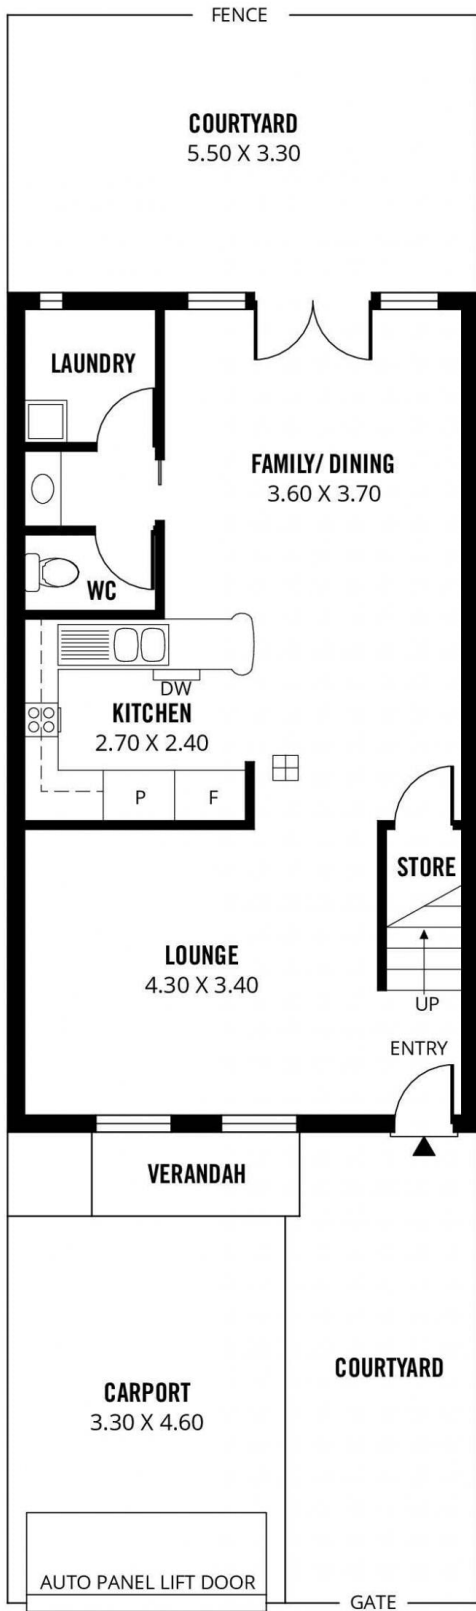 FENCE
COURTYARD
5.50 X 3.30
LAUNDRY
FAMILY/ DINING
3.60 X 3.70
WC
DW
KITCHEN
2.70 X 2.40
P
F
STORE
LOUNGE
4.30 X 3.40
UP
ENTRY
VERANDAH
COURTYARD
CARPORT
3.30 X 4.60
AUTO PANEL LIFT DOOR
GATE